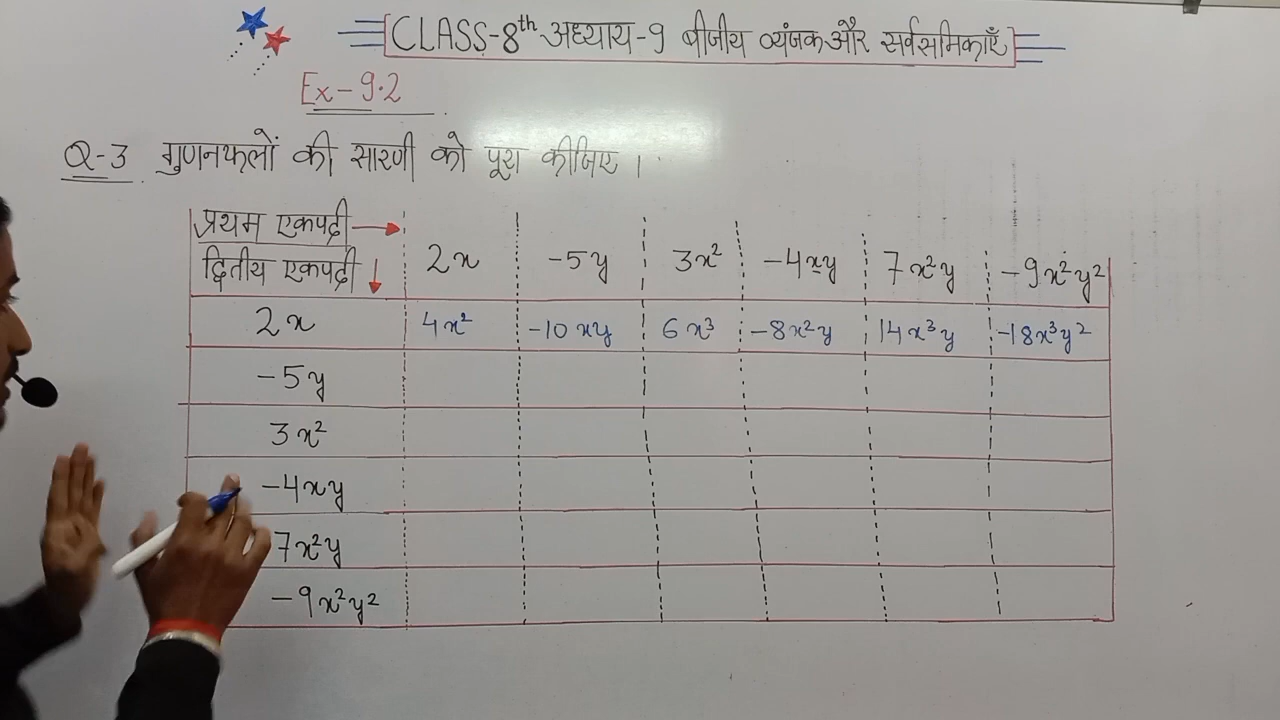 CLASS-8th अध्याय-9 बीजीय व्यंजक और सर्वसमिकाएँ
Ex-9.2
Q-3 गुणनफलों की सारणी को पूरा कीजिए।
प्रथम एकपदी →
द्वितीय एकपदी ↓ 2x -5y 3x² -4xy 7x²y -9x²y²
2x 4x² -10xy 6x³ -8x²y 14x³y -18x³y²
-5y
3x²
-4xy
7x²y
-9x²y²